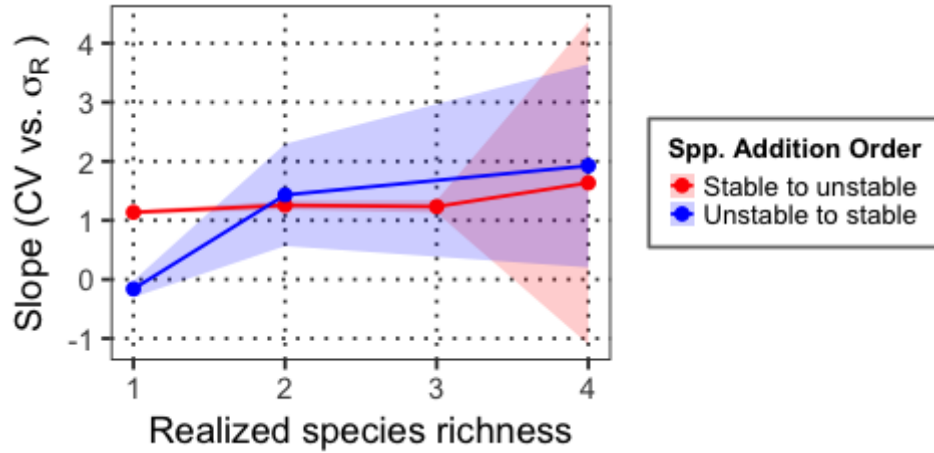 4
3
2
1
0
-1
Slope (CV vs. σR)
1 2 3 4
Realized species richness
Spp. Addition Order
Stable to unstable
Unstable to stable